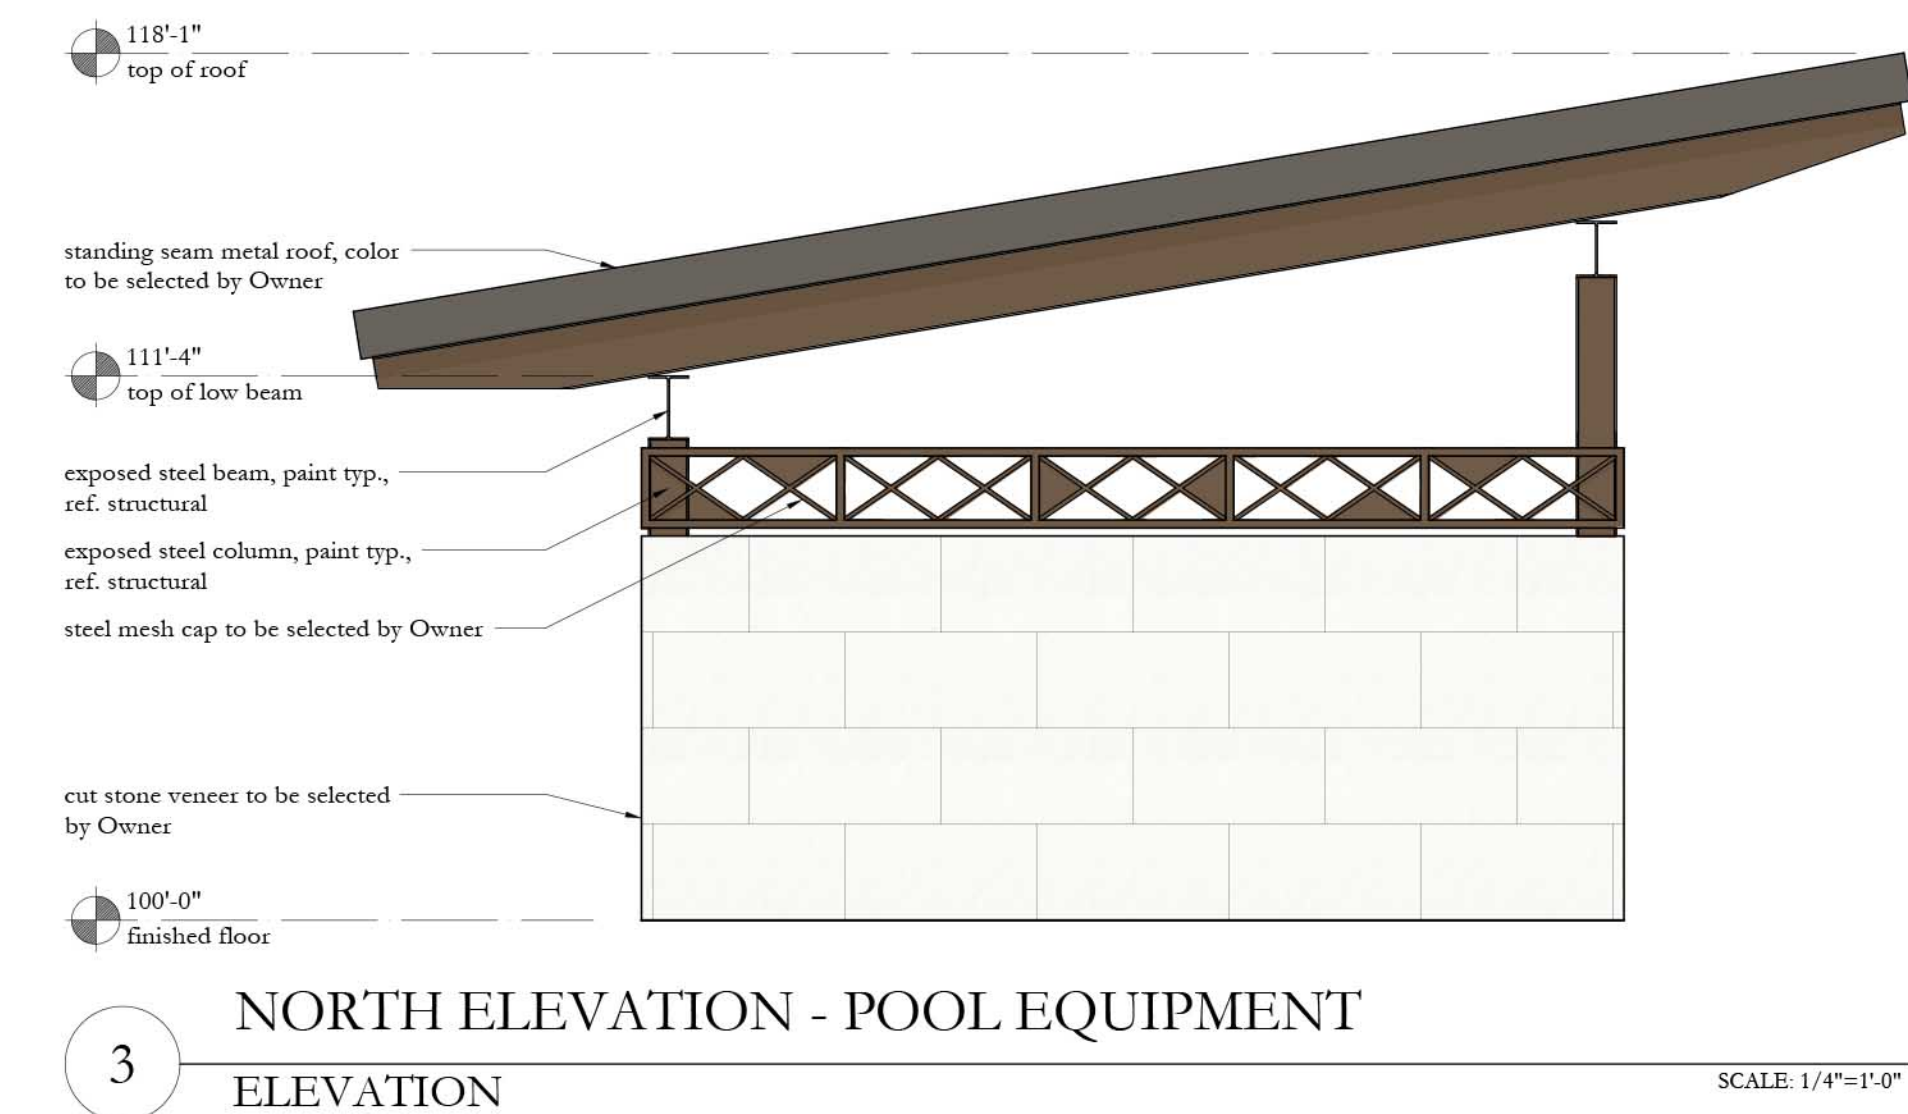 118'-1"
top of roof
standing seam metal roof, color
to be selected by Owner
111'-4"
top of low beam
exposed steel beam, paint typ.,
ref. structural
exposed steel column, paint typ.,
ref. structural
steel mesh cap to be selected by Owner
cut stone veneer to be selected
by Owner
100'-0"
finished floor
NORTH ELEVATION - POOL EQUIPMENT
3
ELEVATION
SCALE: 1/4"=1'-0"